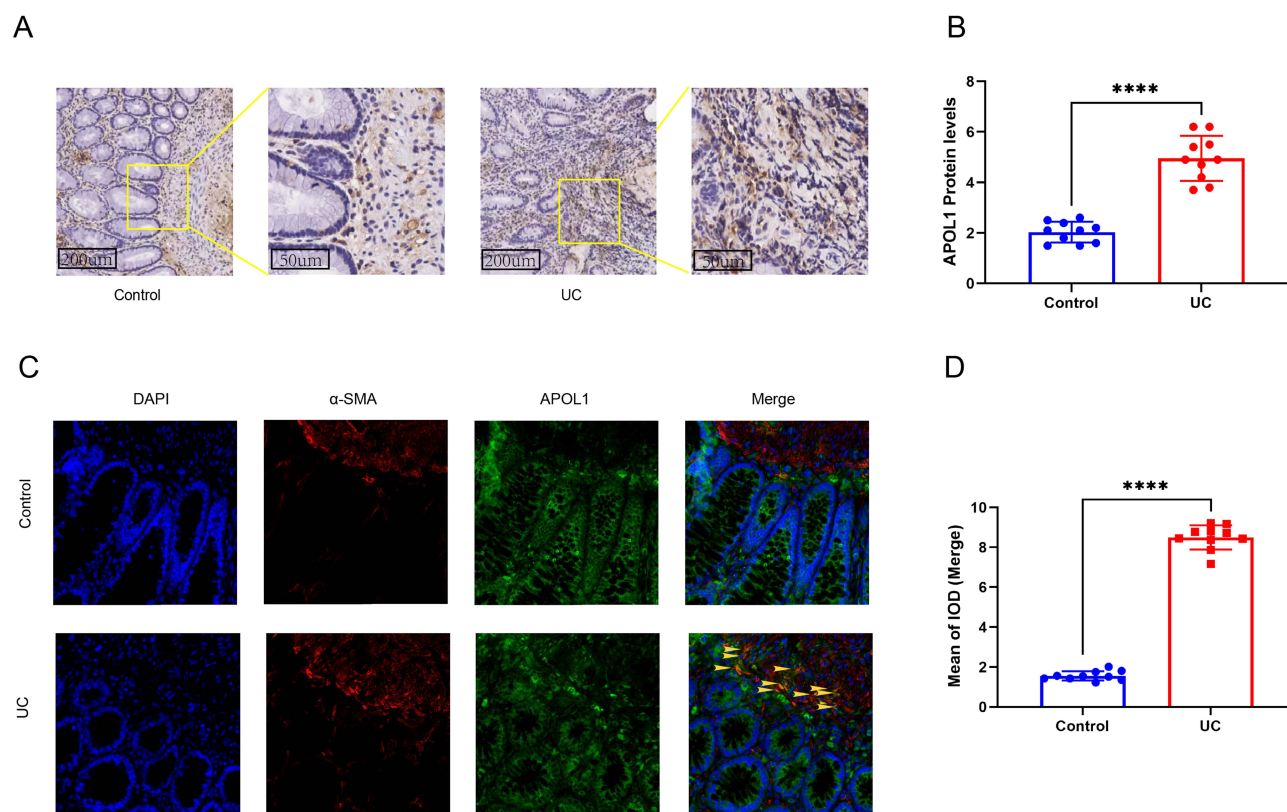 A
200um
50um
200um
50um
Control
UC
B
APOL1 Protein levels
8
6
4
2
0
****
Control
UC
C
DAPI
α-SMA
APOL1
Merge
Control
UC
D
Mean of IOD (Merge)
10
8
6
4
2
0
****
Control
UC